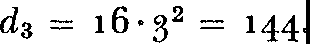 d₃ = 16·3² = 144.